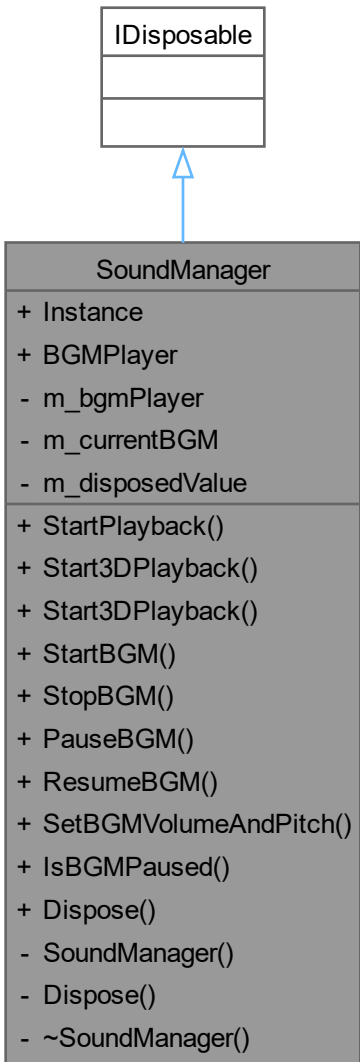 IDisposable
SoundManager
+ Instance
+ BGMPlayer
- m_bgmPlayer
- m_currentBGM
- m_disposedValue
+ StartPlayback()
+ Start3DPlayback()
+ Start3DPlayback()
+ StartBGM()
+ StopBGM()
+ PauseBGM()
+ ResumeBGM()
+ SetBGMVolumeAndPitch()
+ IsBGMPaused()
+ Dispose()
- SoundManager()
- Dispose()
- ~SoundManager()